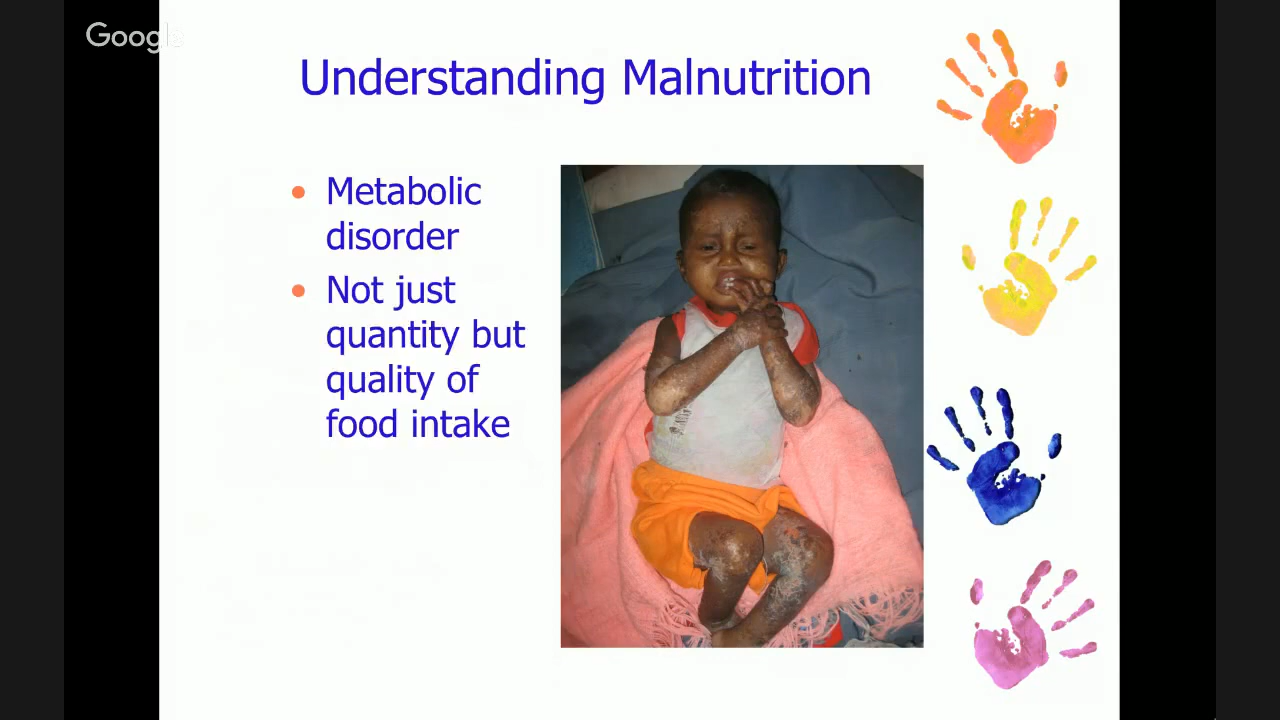 Google
Understanding Malnutrition
• Metabolic
disorder
• Not just
quantity but
quality of
food intake